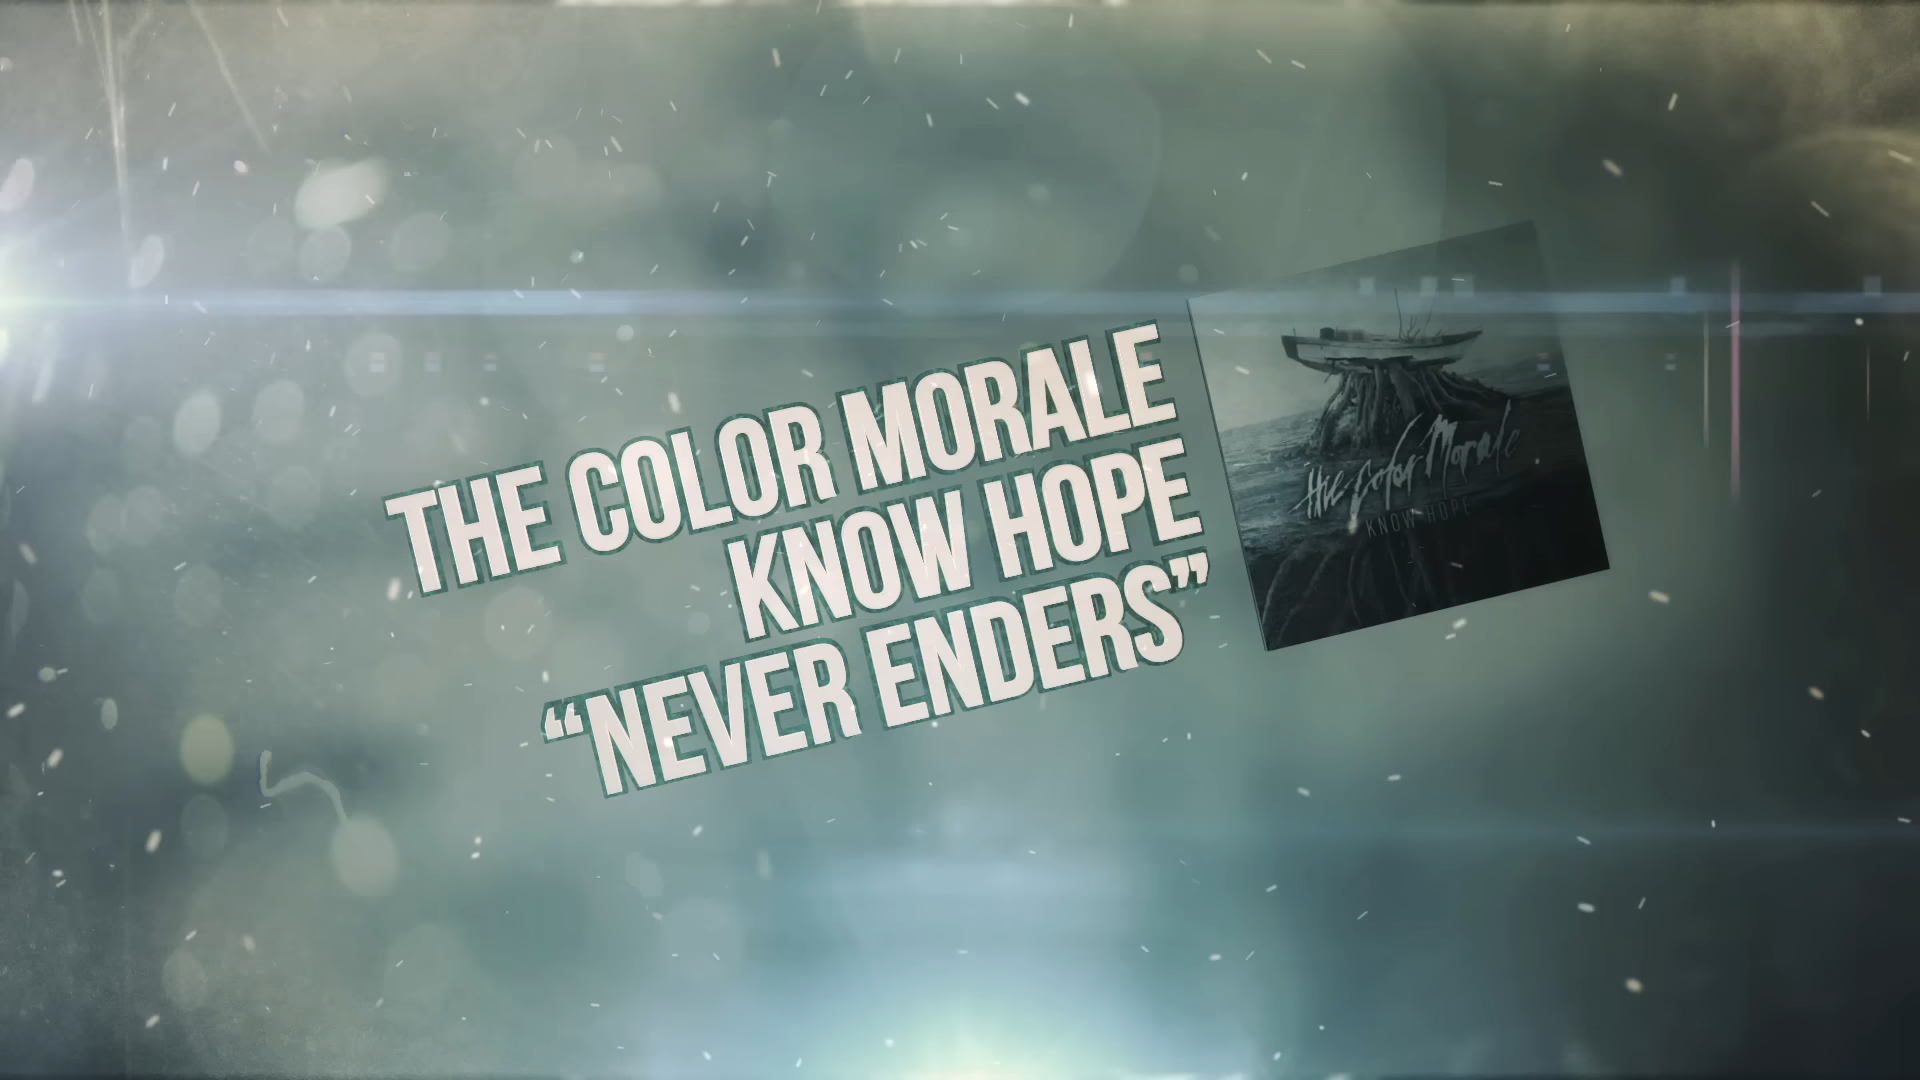 THE COLOR MORALE
KNOW HOPE
“NEVER ENDERS”
The Color Morale
KNOW HOPE